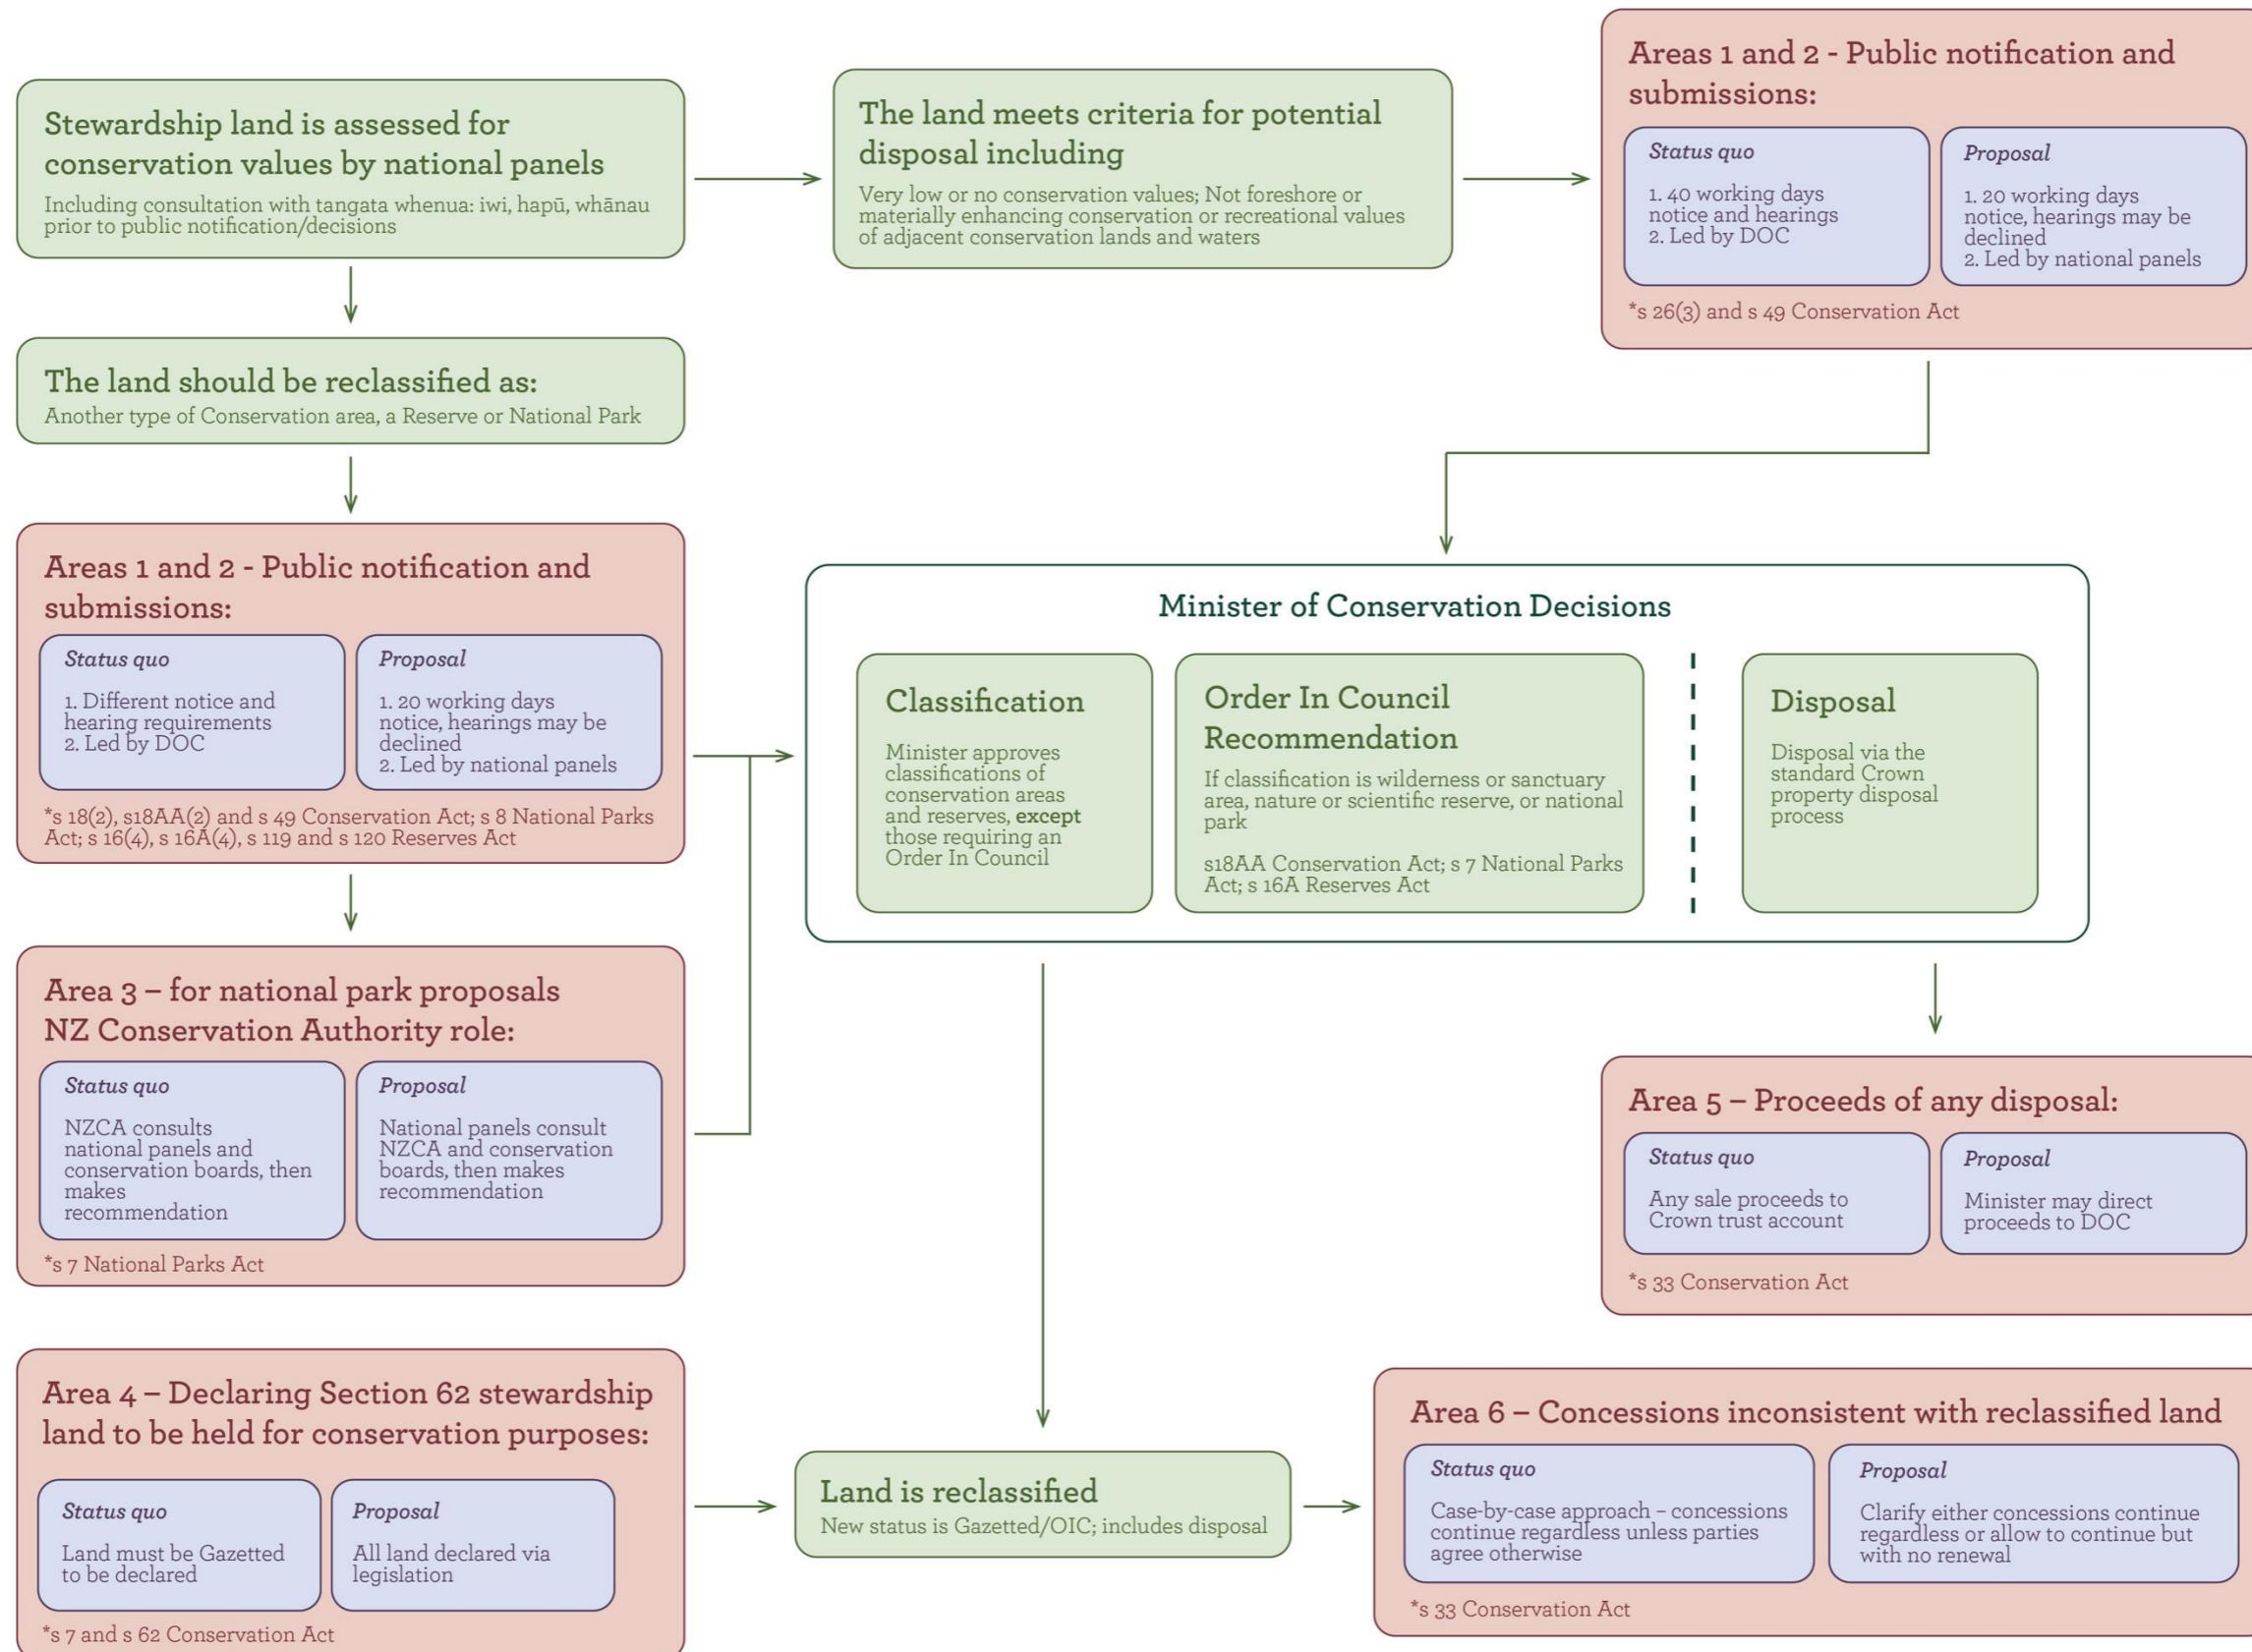 Stewardship land is assessed for
conservation values by national panels
Including consultation with tangata whenua: iwi, hapū, whānau
prior to public notification/decisions
The land meets criteria for potential
disposal including
Very low or no conservation values; Not foreshore or
materially enhancing conservation or recreational values
of adjacent conservation lands and waters
Areas 1 and 2 - Public notification and
submissions:
Status quo
1. 40 working days
notice and hearings
2. Led by DOC
Proposal
1. 20 working days
notice, hearings may be
declined
2. Led by national panels
*s 26(3) and s 49 Conservation Act
The land should be reclassified as:
Another type of Conservation area, a Reserve or National Park
Areas 1 and 2 - Public notification and
submissions:
Status quo
1. Different notice and
hearing requirements
2. Led by DOC
Proposal
1. 20 working days
notice, hearings may be
declined
2. Led by national panels
*s 18(2), s18AA(2) and s 49 Conservation Act; s 8 National Parks
Act; s 16(4), s 16A(4), s 119 and s 120 Reserves Act
Minister of Conservation Decisions
Classification
Minister approves
classifications of
conservation areas
and reserves, except
those requiring an
Order In Council
Order In Council
Recommendation
If classification is wilderness or sanctuary
area, nature or scientific reserve, or national
park
s18AA Conservation Act; s 7 National Parks
Act; s 16A Reserves Act
Disposal
Disposal via the
standard Crown
property disposal
process
Area 3 – for national park proposals
NZ Conservation Authority role:
Status quo
NZCA consults
national panels and
conservation boards, then
makes
recommendation
Proposal
National panels consult
NZCA and conservation
boards, then makes
recommendation
*s 7 National Parks Act
Area 5 – Proceeds of any disposal:
Status quo
Any sale proceeds to
Crown trust account
Proposal
Minister may direct
proceeds to DOC
*s 33 Conservation Act
Area 4 – Declaring Section 62 stewardship
land to be held for conservation purposes:
Status quo
Land must be Gazetted
to be declared
Proposal
All land declared via
legislation
*s 7 and s 62 Conservation Act
Land is reclassified
New status is Gazetted/OIC; includes disposal
Area 6 – Concessions inconsistent with reclassified land
Status quo
Case-by-case approach – concessions
continue regardless unless parties
agree otherwise
Proposal
Clarify either concessions continue
regardless or allow to continue but
with no renewal
*s 33 Conservation Act